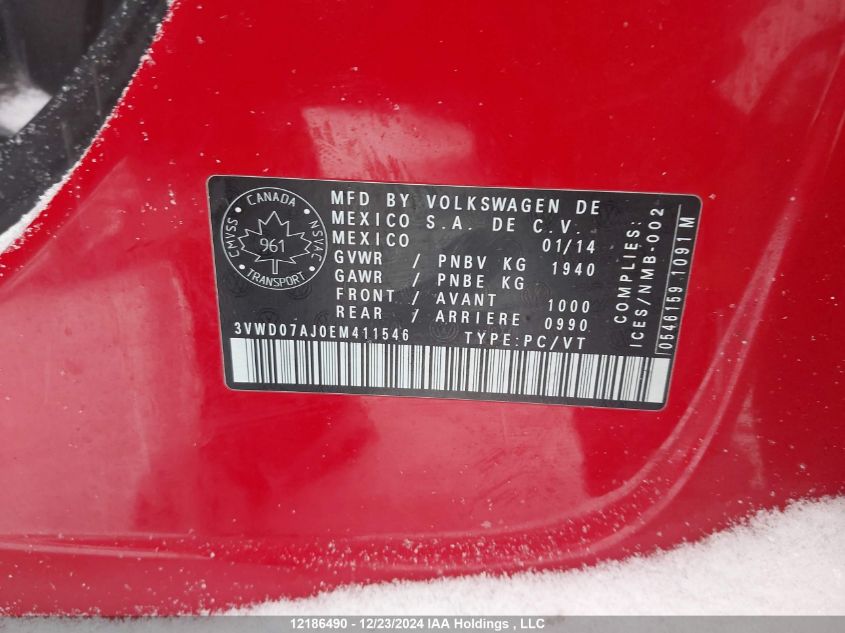 CANADA
CMVSS
NSVAC
961
TRANSPORT
MFD BY VOLKSWAGEN DE
MEXICO S.A. DE C.V.
MEXICO 01/14
GVWR / PNBV KG 1940
GAWR / PNBE KG
FRONT / AVANT 1000
REAR / ARRIERE 0990
3VWD07AJ0EM411546 TYPE:PC/VT
COMPLIES:
ICES/NMB-002
0546159 1091M
12186490 - 12/23/2024 IAA Holdings , LLC